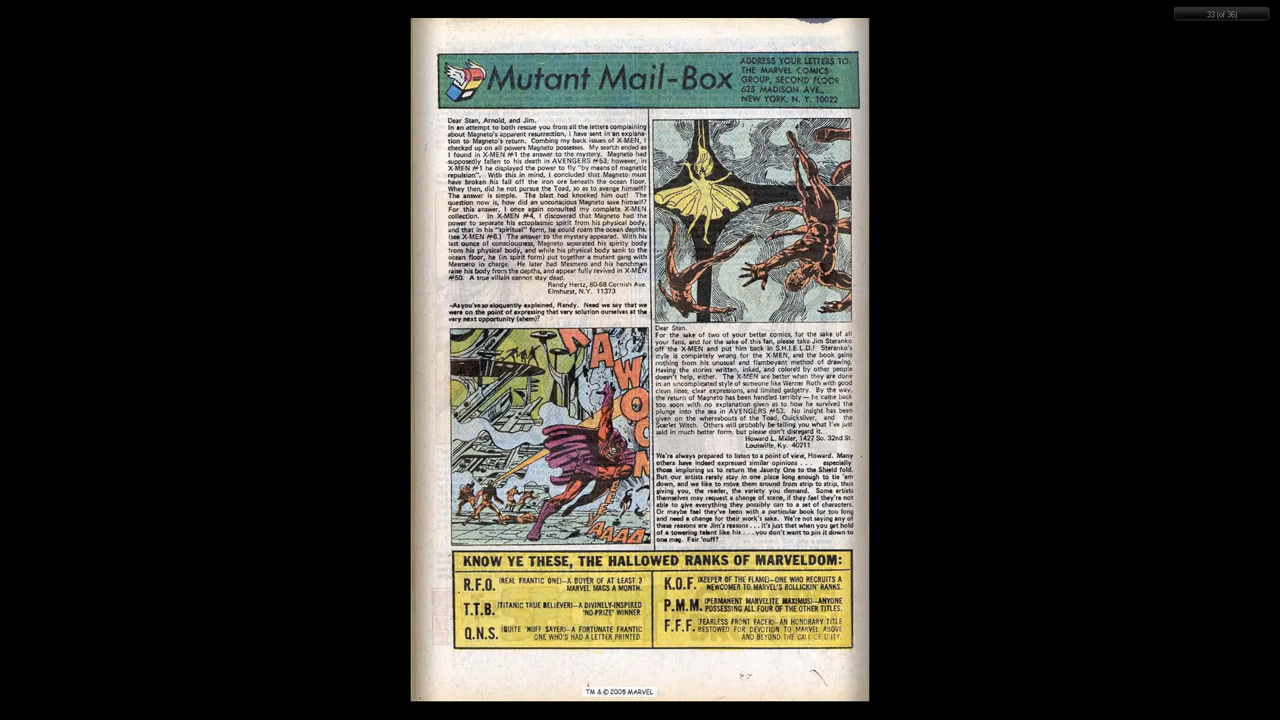 33 (of 36)
Mutant Mail-Box
ADDRESS YOUR LETTERS TO:
THE MARVEL COMICS
GROUP, SECOND FLOOR
625 MADISON AVE.,
NEW YORK, N. Y. 10022
Dear Stan, Arnold, and Jim.
In an attempt to both rescue you from all the letters complaining
about Magneto's apparent resurrection, I have sent in an explana-
tion to Magneto's return. Combing my back issues of X-MEN, I
checked up on all powers Magneto possesses. My search ended as
I found in X-MEN #1 the answer to the mystery. Magneto had
supposedly fallen to his death in AVENGERS #53; however, in
X-MEN #1 he displayed the power to fly "by means of magnetic
repulsion". With this in mind, I concluded that Magneto must
have broken his fall off the iron ore beneath the ocean floor.
Whey then, did he not pursue the Toad, so as to avenge himself?
The answer is simple. The blast had knocked him out! The
question now is, how did an unconscious Magneto save himself?
For this answer, I once again consulted my complete X-MEN
collection. In X-MEN #4, I discovered that Magneto had the
power to separate his ectoplasmic spirit from his physical body,
and that in his "spiritual" form, he could roam the ocean depths.
(see X-MEN #6.) The answer to the mystery appeared. With his
last ounce of consciousness, Magneto separated his spirity body
from his physical body, and while his physical body sank to the
ocean floor, he (in spirit form) put together a mutant gang with
Mesmero in charge. He later had Mesmero and his henchmen
raise his body from the depths, and appear fully revived in X-MEN
#50. A true villain cannot stay dead.
Randy Hertz, 80-68 Cornish Ave.
Elmhurst, N.Y. 11373
-As you've so eloquently explained, Randy. Need we say that we
were on the point of expressing that very solution ourselves at the
very next opportunity (ahem)?
KA WOOM
EEEAAAA
Dear Stan.
For the sake of two of your better comics, for the sake of all
your fans, and for the sake of this fan, please take Jim Steranko
off the X-MEN and put him back in S.H.I.E.L.D.! Steranko's
style is completely wrong for the X-MEN, and the book gains
nothing from his unusual and flamboyant method of drawing.
Having the stories written, inked, and colored by other people
doesn't help, either. The X-MEN are better when they are done
in an uncomplicated style of someone like Werner Roth with good
clean lines, clear expressions, and limited gadgetry. By the way,
the return of Magneto has been handled terribly — he came back
too soon with no explanation given as to how he survived the
plunge into the sea in AVENGERS #53. No insight has been
given on the whereabouts of the Toad, Quicksilver, and the
Scarlet Witch. Others will probably be telling you what I've just
said in much better form, but please don't disregard it.
Howard L. Miller, 1427 So. 32nd St.
Louisville, Ky. 40211
We're always prepared to listen to a point of view, Howard. Many
others have indeed expressed similar opinions . . . especially
those imploring us to return the Jaunty One to the Shield fold.
But our artists rarely stay in one place long enough to tie 'em
down, and we like to move them around from strip to strip, thus
giving you, the reader, the variety you demand. Some artists
themselves may request a change of scene, if they feel they're not
able to give everything they possibly can to a set of characters.
Or maybe feel they've been with a particular book for too long
and need a change for their work's sake. We're not saying any of
these reasons are Jim's reasons . . . it's just that when you get hold
of a towering talent like his . . . you don't want to pin it down to
one mag. Fair 'nuff?
KNOW YE THESE, THE HALLOWED RANKS OF MARVELDOM:
R.F.O. (REAL FRANTIC ONE)—A BUYER OF AT LEAST 3
MARVEL MAGS A MONTH.
T.T.B. (TITANIC TRUE BELIEVER)—A DIVINELY-INSPIRED
'NO-PRIZE' WINNER.
Q.N.S. (QUITE 'NUFF SAYER)—A FORTUNATE FRANTIC
ONE WHO'S HAD A LETTER PRINTED.
K.O.F. (KEEPER OF THE FLAME)—ONE WHO RECRUITS A
NEWCOMER TO MARVEL'S ROLLICKIN' RANKS.
P.M.M. (PERMANENT MARVELITE MAXIMUS)—ANYONE
POSSESSING ALL FOUR OF THE OTHER TITLES.
F.F.F. (FEARLESS FRONT FACER)—AN HONORARY TITLE
BESTOWED FOR DEVOTION TO MARVEL ABOVE
AND BEYOND THE CALL OF DUTY.
TM & © 2005 MARVEL